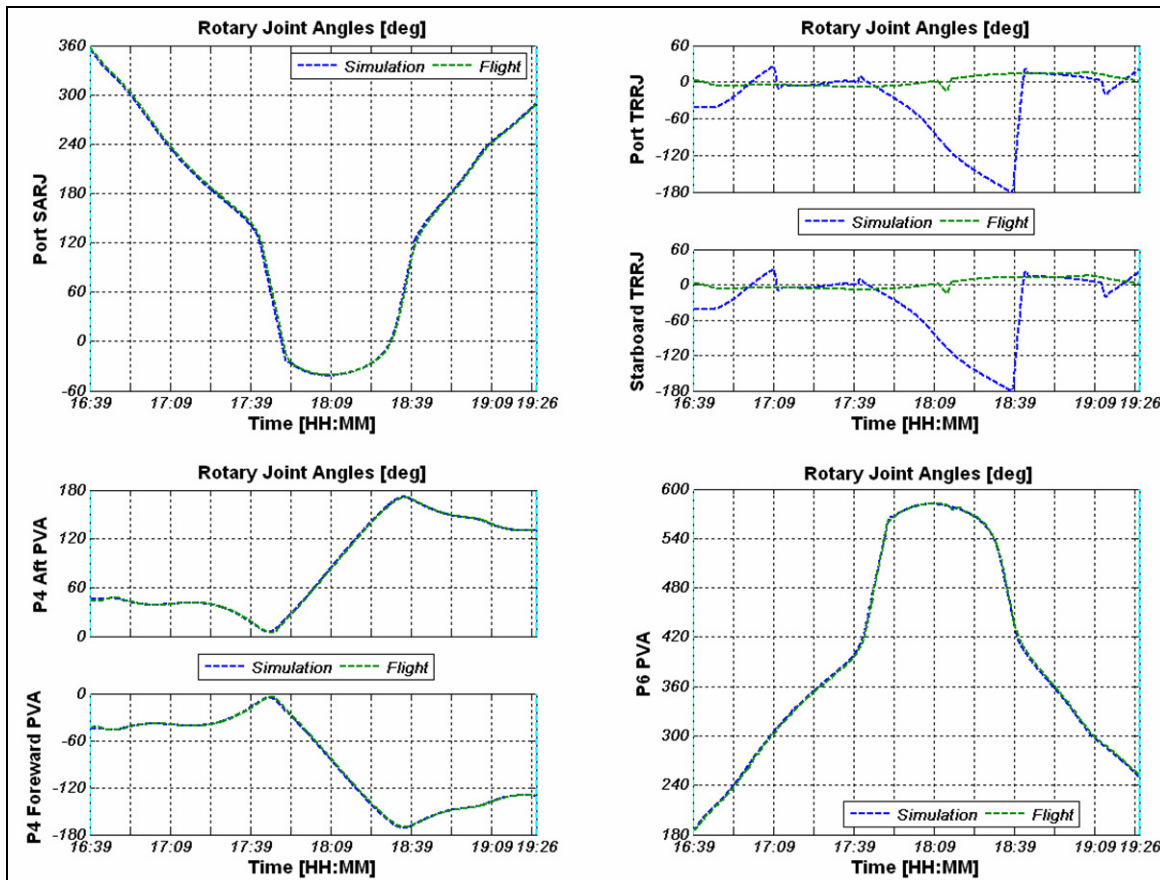 Rotary Joint Angles [deg]
360
300
240
180
120
60
0
-60
Port SARJ
Simulation Flight
16:39 17:09 17:39 18:09 18:39 19:09 19:26
Time [HH:MM]
Rotary Joint Angles [deg]
60
0
-60
-120
-180
Port TRRJ
Simulation Flight
60
0
-60
-120
-180
Starboard TRRJ
16:39 17:09 17:39 18:09 18:39 19:09 19:26
Time [HH:MM]
Rotary Joint Angles [deg]
180
120
60
0
P4 Aft PVA
Simulation Flight
0
-60
-120
-180
P4 Foreward PVA
16:39 17:09 17:39 18:09 18:39 19:09 19:26
Time [HH:MM]
Rotary Joint Angles [deg]
600
540
480
420
360
300
240
180
P6 PVA
Simulation Flight
16:39 17:09 17:39 18:09 18:39 19:09 19:26
Time [HH:MM]